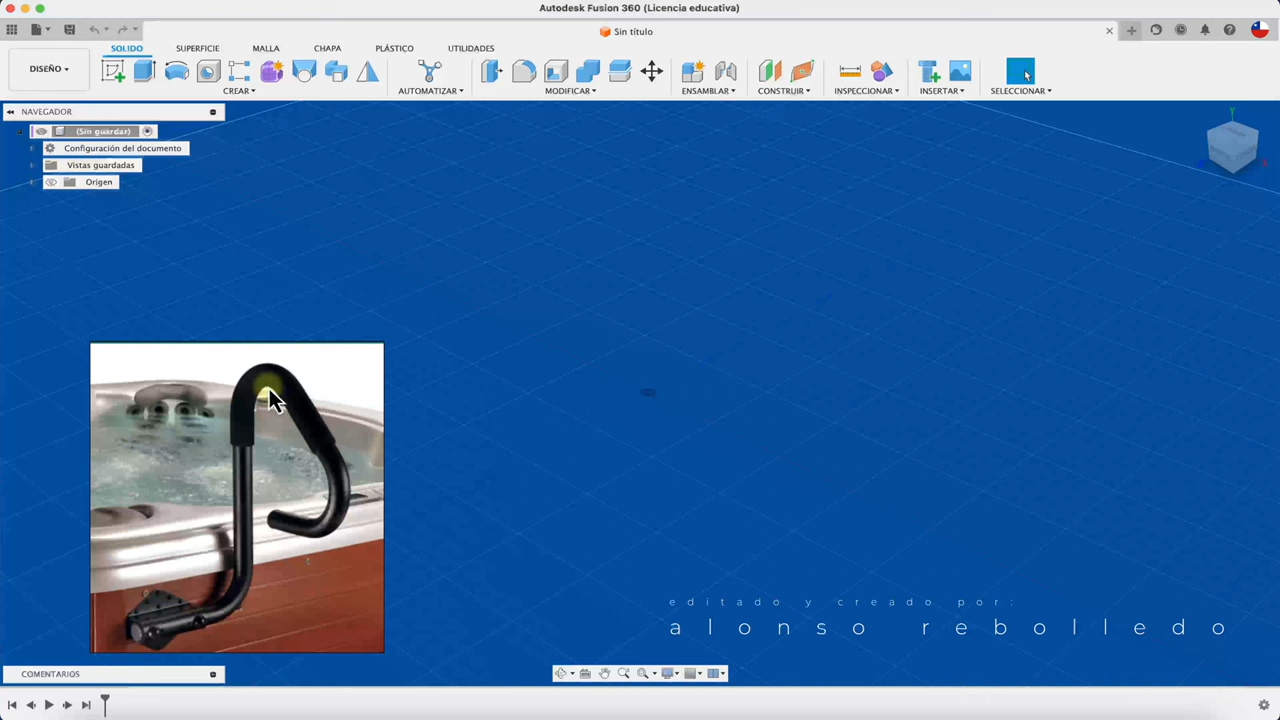 Autodesk Fusion 360 (Licencia educativa)
Sin título
SOLIDO SUPERFICIE MALLA CHAPA PLÁSTICO UTILIDADES
DISEÑO
CREAR AUTOMATIZAR MODIFICAR ENSAMBLAR CONSTRUIR INSPECCIONAR INSERTAR SELECCIONAR
NAVEGADOR
(Sin guardar)
Configuración del documento
Vistas guardadas
Origen
editado y creado por:
alonso rebolledo
COMENTARIOS